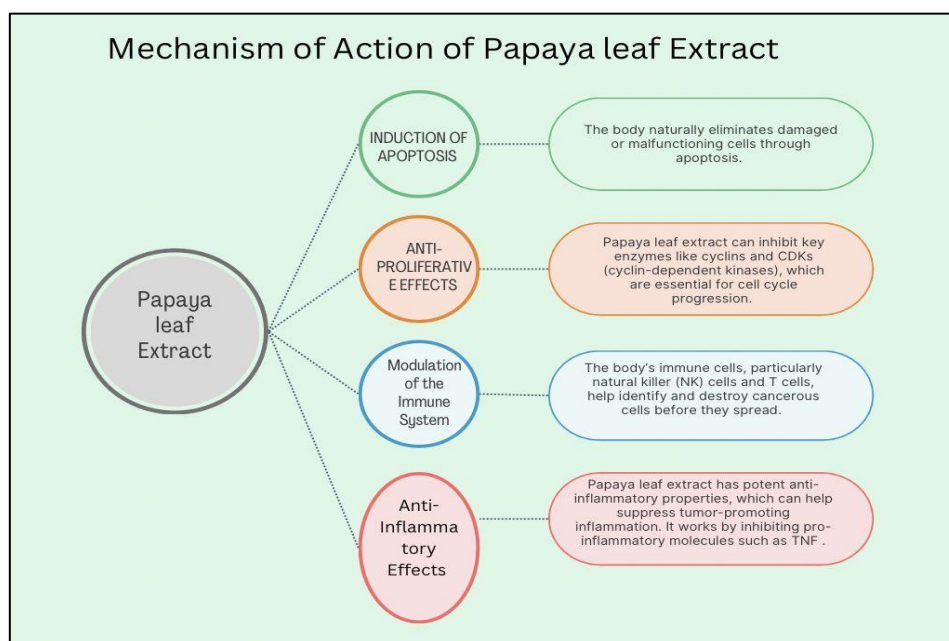 Mechanism of Action of Papaya leaf Extract
Papaya
leaf
Extract
INDUCTION OF
APOPTOSIS
The body naturally eliminates damaged
or malfunctioning cells through
apoptosis.
ANTI-
PROLIFERATIV
E EFFECTS
Papaya leaf extract can inhibit key
enzymes like cyclins and CDKs
(cyclin-dependent kinases), which
are essential for cell cycle
progression.
Modulation
of the
Immune
System
The body's immune cells, particularly
natural killer (NK) cells and T cells,
help identify and destroy cancerous
cells before they spread.
Anti-
Inflamma
tory
Effects
Papaya leaf extract has potent anti-
inflammatory properties, which can help
suppress tumor-promoting
inflammation. It works by inhibiting pro-
inflammatory molecules such as TNF .